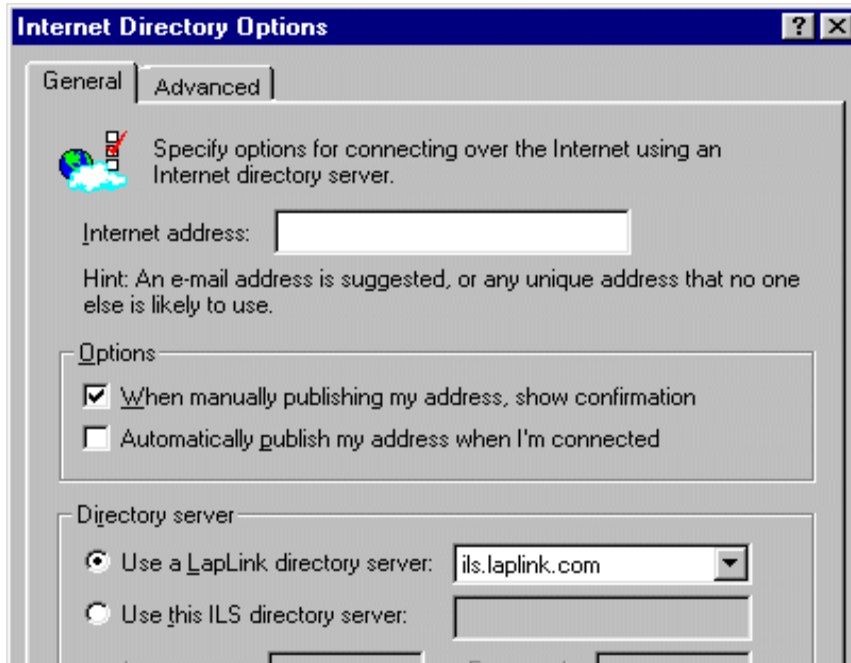 Internet Directory Options
General
Advanced
Specify options for connecting over the Internet using an
Internet directory server.
Internet address:
Hint: An e-mail address is suggested, or any unique address that no one
else is likely to use.
Options
When manually publishing my address, show confirmation
Automatically publish my address when I'm connected
Directory server
Use a LapLink directory server: ils.laplink.com
Use this ILS directory server: